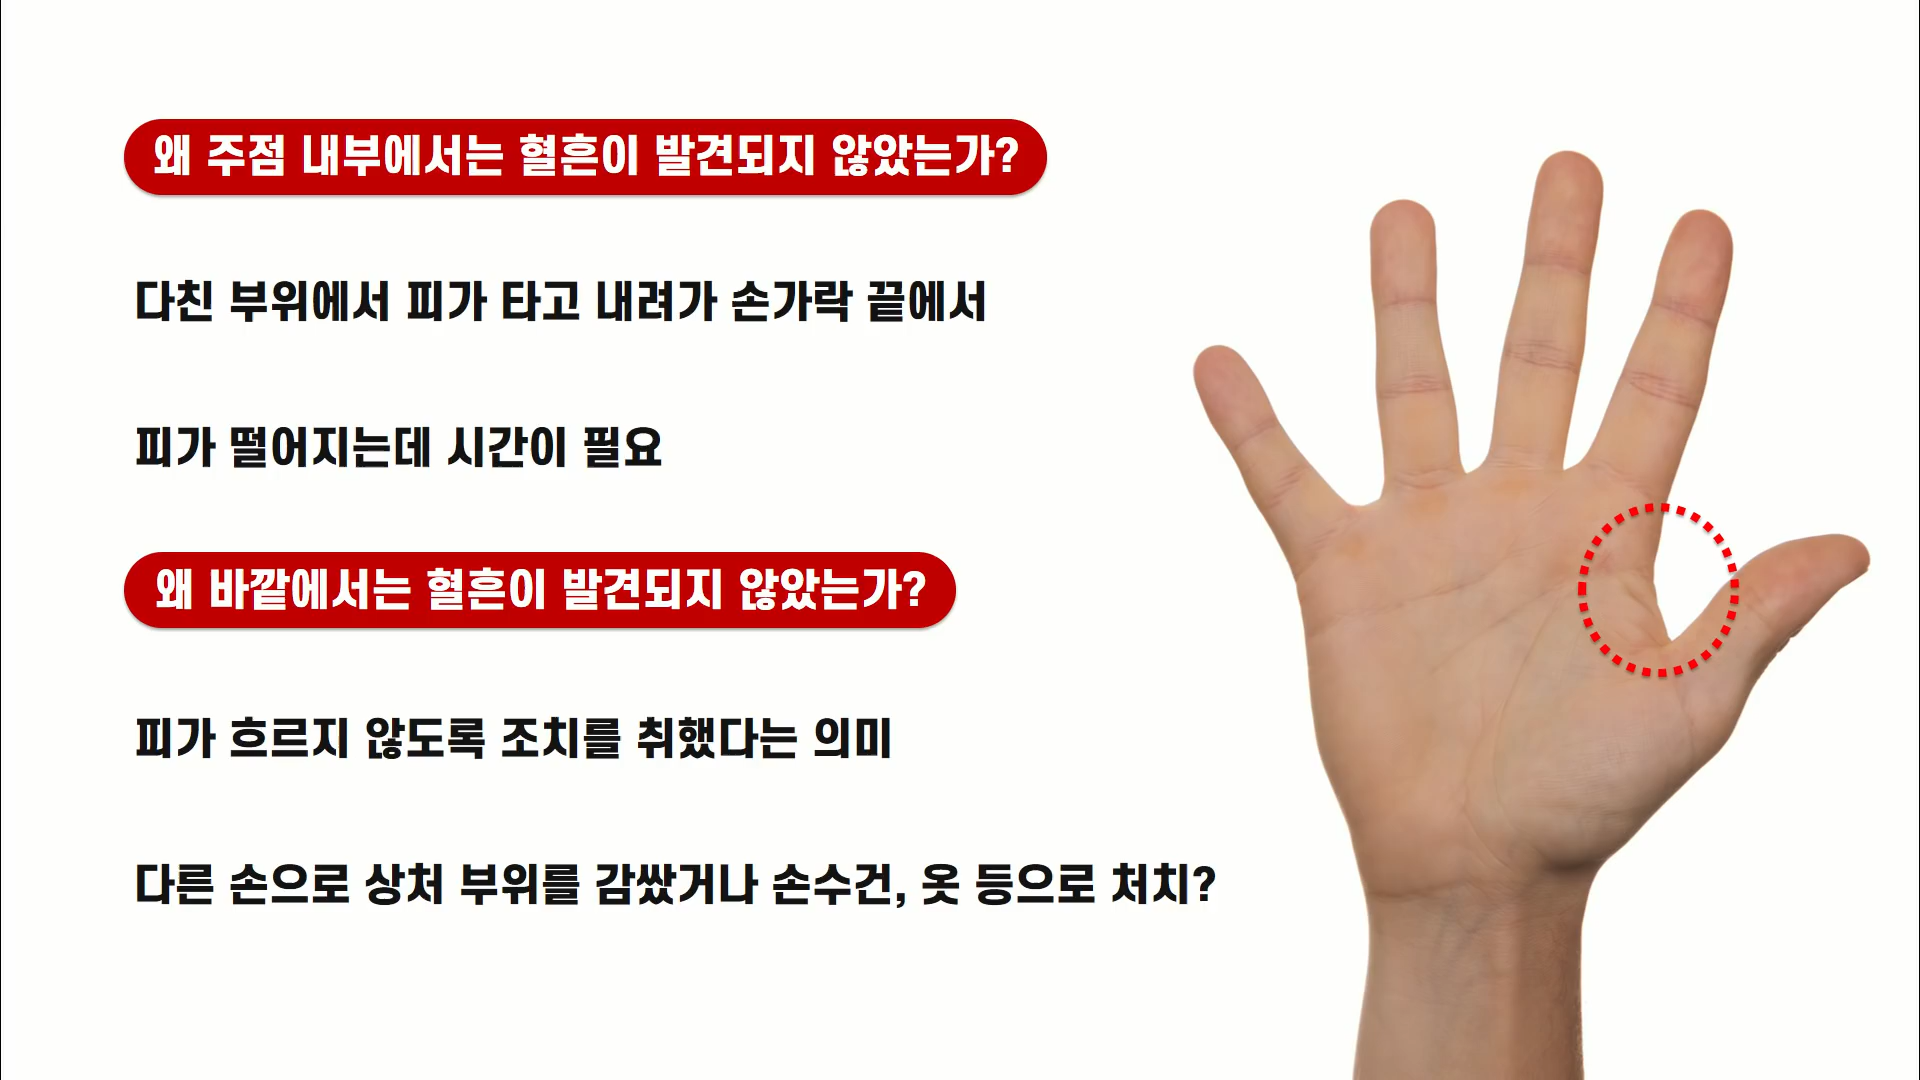 왜 주점 내부에서는 혈흔이 발견되지 않았는가?
다친 부위에서 피가 타고 내려가 손가락 끝에서
피가 떨어지는데 시간이 필요
왜 바깥에서는 혈흔이 발견되지 않았는가?
피가 흐르지 않도록 조치를 취했다는 의미
다른 손으로 상처 부위를 감쌌거나 손수건, 옷 등으로 처치?